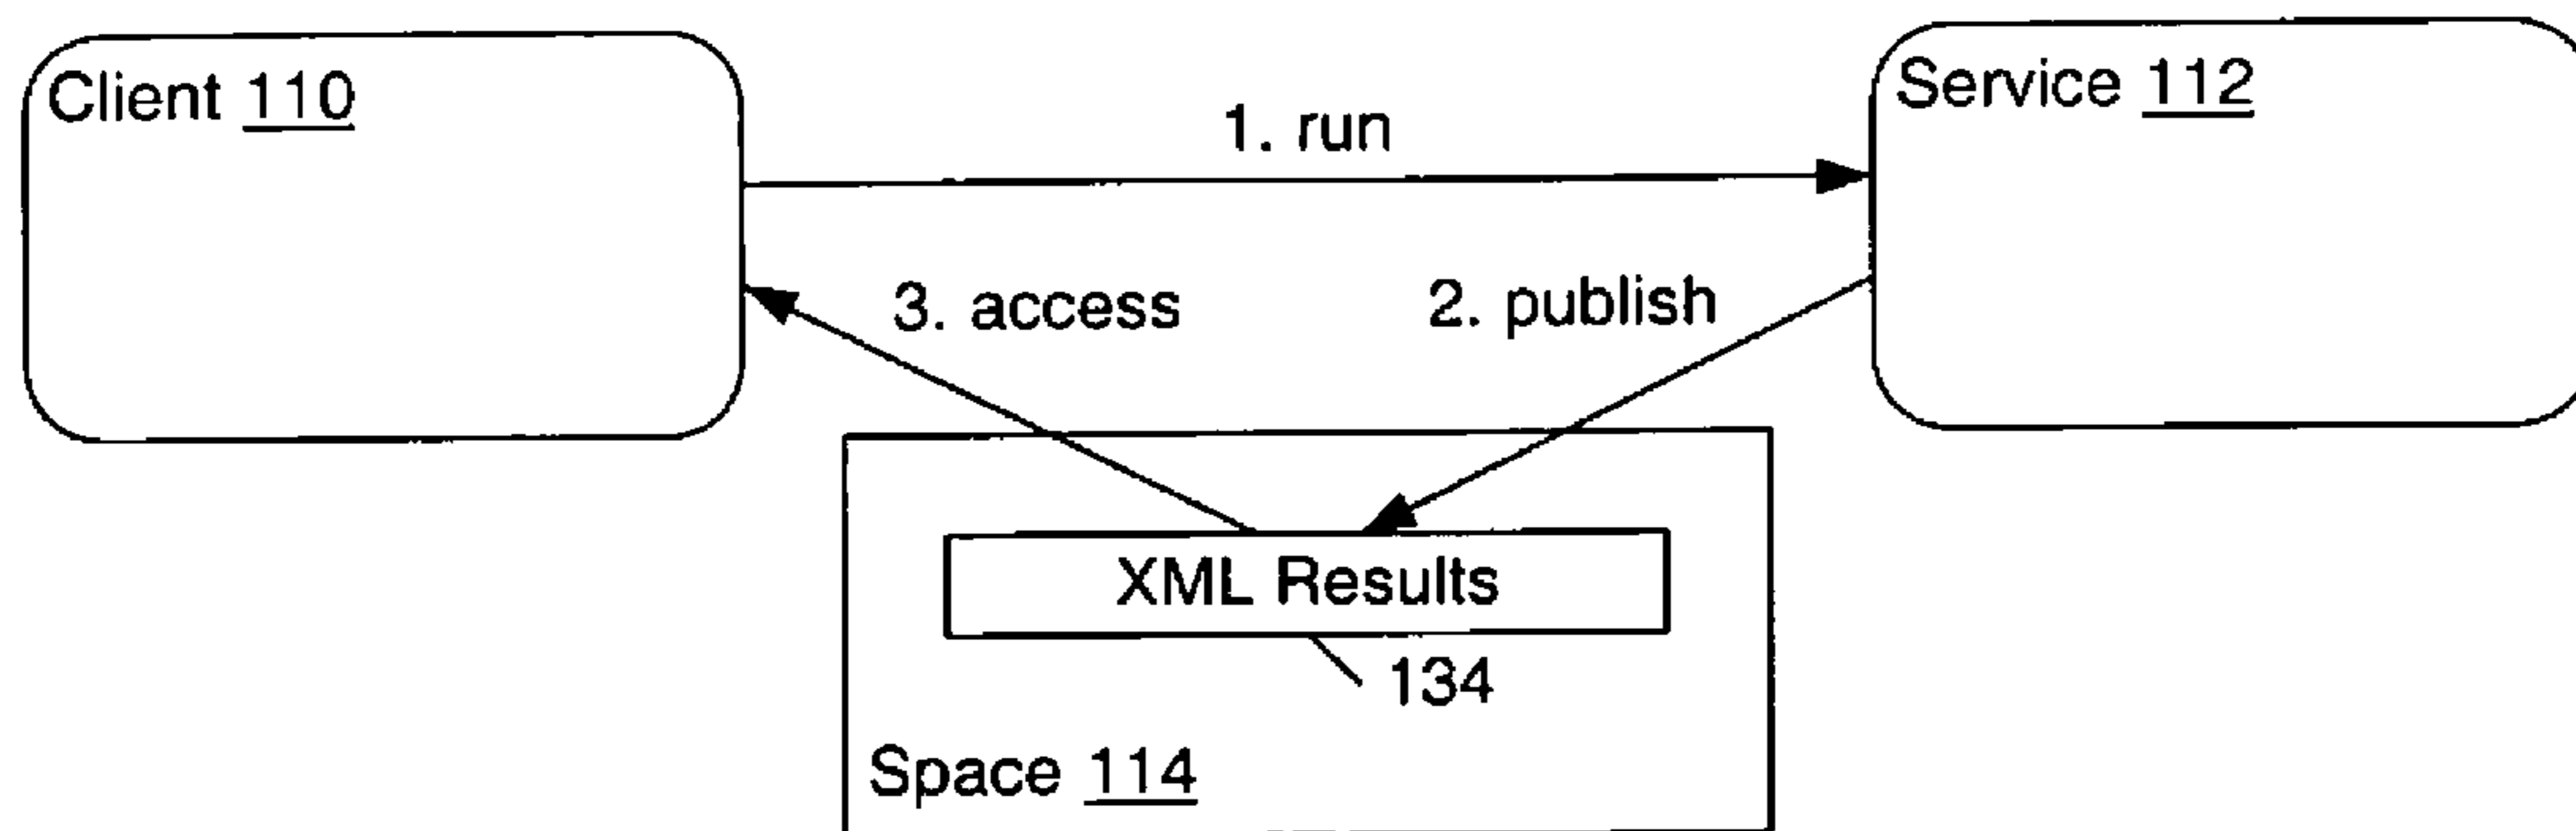 Client 110
Service 112
1. run
3. access
2. publish
XML Results
134
Space 114